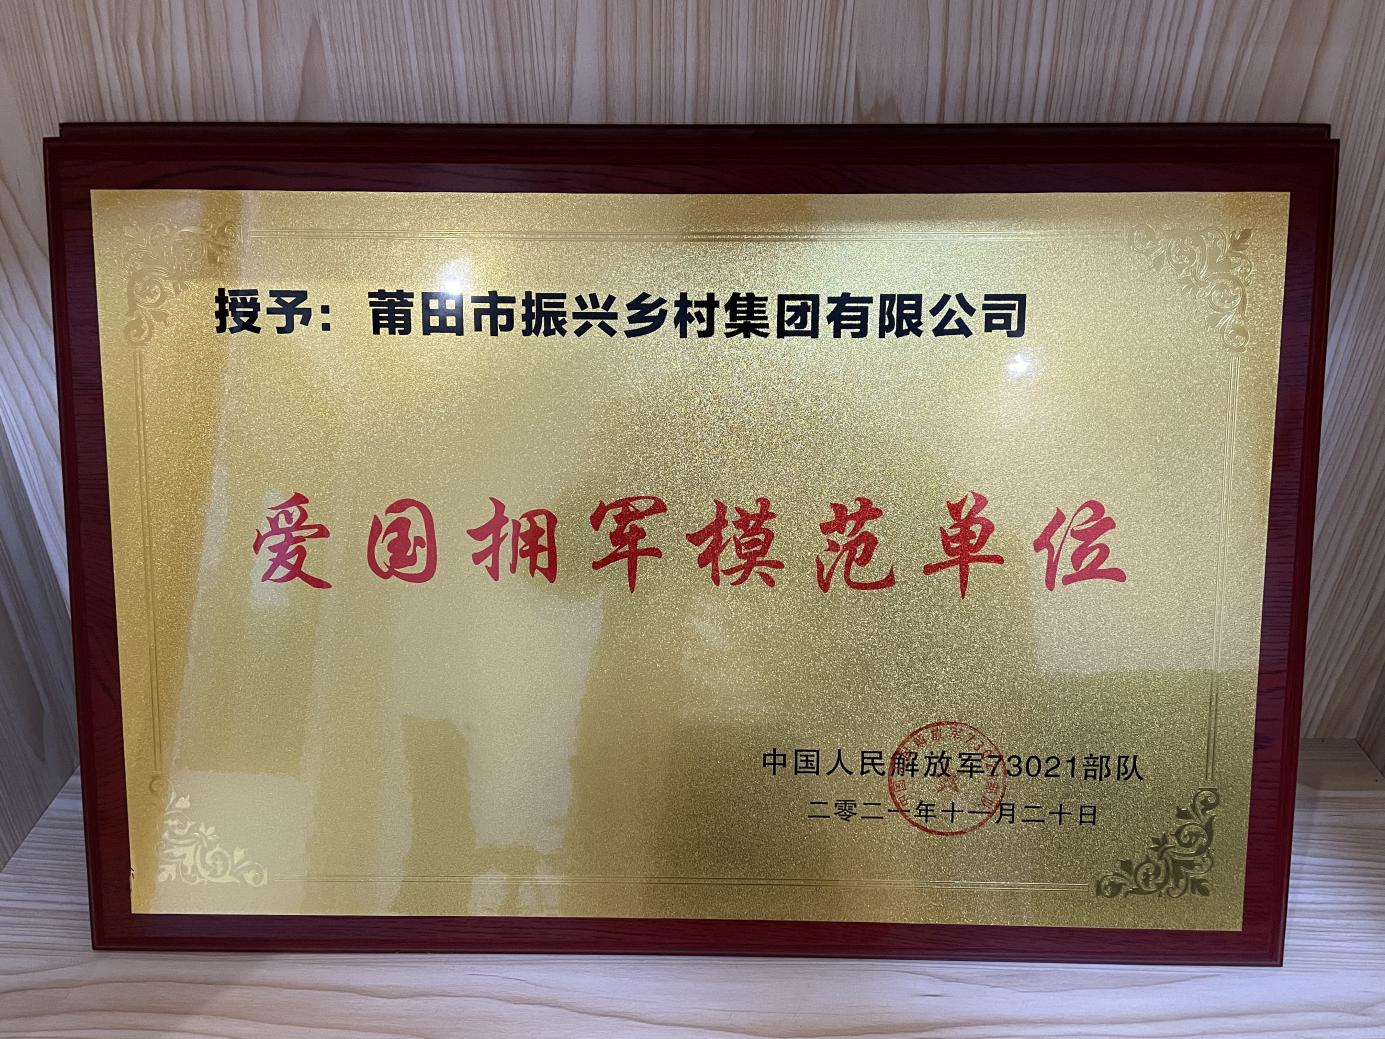 授予：莆田市振兴乡村集团有限公司
爱国拥军模范单位
中国人民解放军73021部队
二零二一年十一月二十日